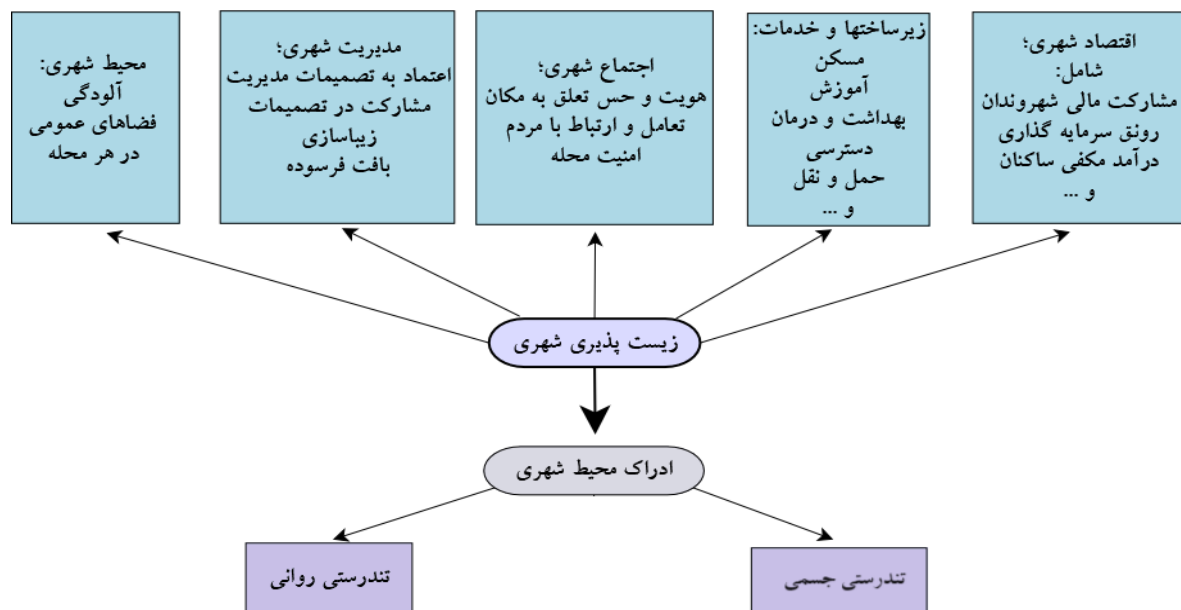 اقتصاد شهری؛
شامل:
مشارکت مالی شهروندان
رونق سرمایه گذاری
درآمد مکفی ساکنان
و ...
زیرساختها و خدمات:
مسکن
آموزش
بهداشت و درمان
دسترسی
حمل و نقل
و ...
اجتماع شهری؛
هویت و حس تعلق به مکان
تعامل و ارتباط با مردم
امنیت محله
مدیریت شهری؛
اعتماد به تصمیمات مدیریت
مشارکت در تصمیمات
زیباسازی
بافت فرسوده
محیط شهری:
آلودگی
فضاهای عمومی
در هر محله
زیست پذیری شهری
ادراک محیط شهری
تندرستی جسمی
تندرستی روانی